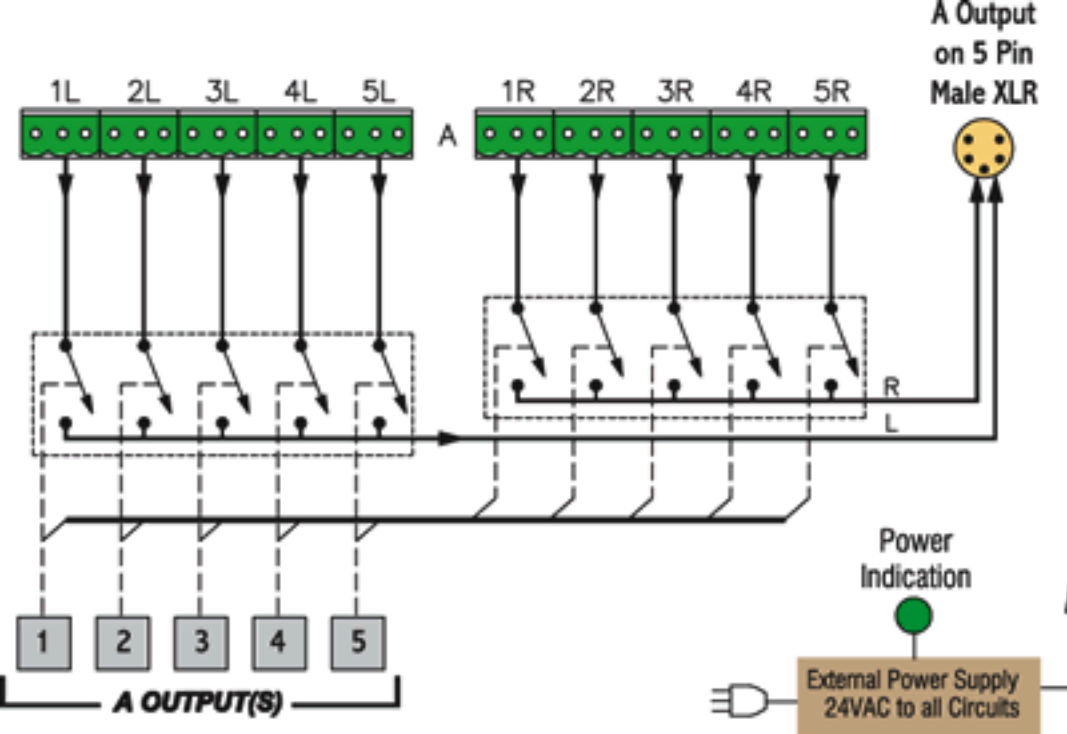 A Output
on 5 Pin
Male XLR
1L 2L 3L 4L 5L
A
1R 2R 3R 4R 5R
R
L
Power
Indication
1 2 3 4 5
A OUTPUT(S)
External Power Supply
24VAC to all Circuits